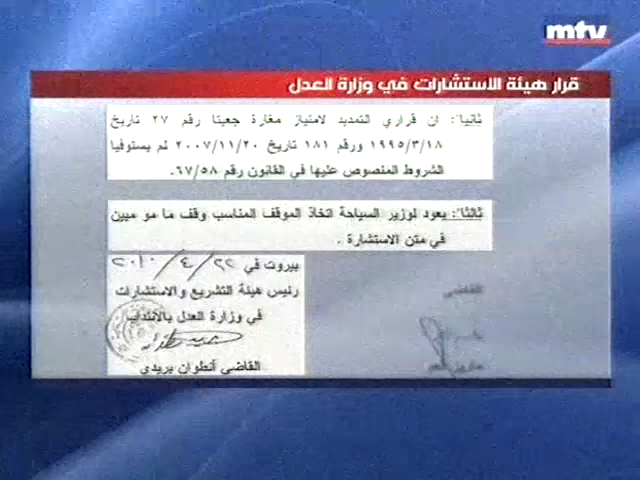 mtv
قرار هيئة الاستشارات في وزارة العدل
ثانيا": ان قراري التمديد لامتياز مغارة جعيتا رقم ٢٧ تاريخ
١٩٩٥/٣/١٨ ورقم ١٨١ تاريخ ٢٠٠٧/١١/٢٠ لم يستوفيا
الشروط المنصوص عليها في القانون رقم ٦٧/٥٨.
ثالثا": يعود لوزير السياحة اتخاذ الموقف المناسب وفق ما هو مبين
في متن الاستشارة .
بيروت في ٢٢/٤/٢٠١٠
رئيس هيئة التشريع والاستشارات
في وزارة العدل بالانتداب
القاضي أنطوان بريدي
القاضي